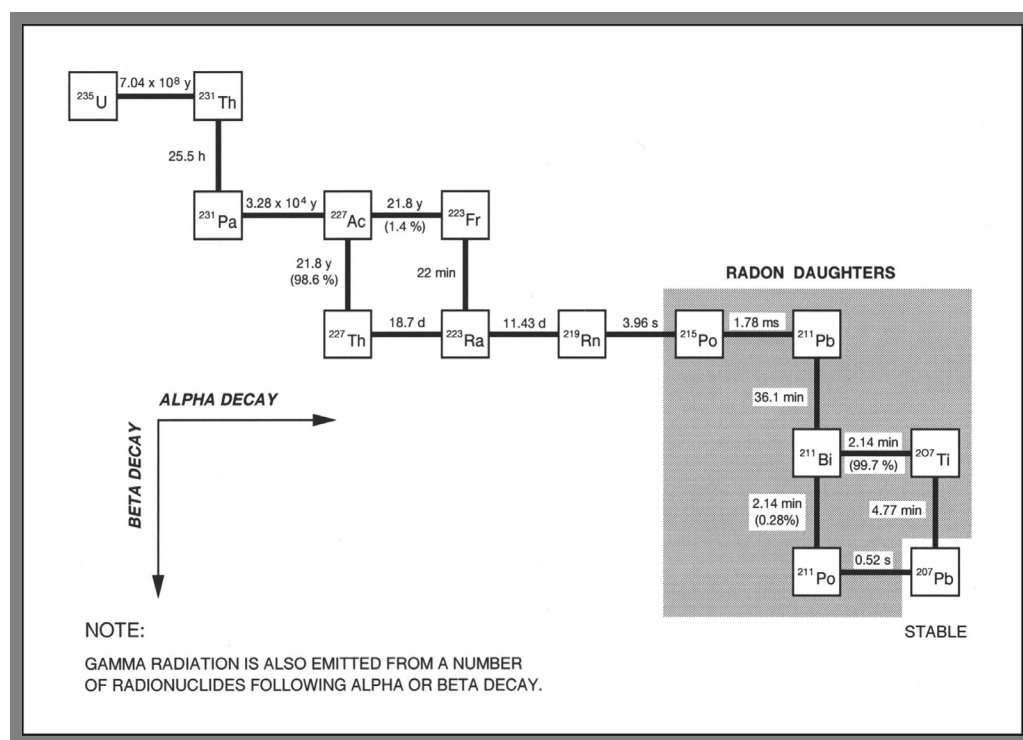 7.04 x 10⁸ y
²³⁵U
²³¹Th
25.5 h
²³¹Pa
3.28 x 10⁴ y
²²⁷Ac
21.8 y
(1.4 %)
²²³Fr
21.8 y
(98.6 %)
22 min
RADON DAUGHTERS
²²⁷Th
18.7 d
²²³Ra
11.43 d
²¹⁹Rn
3.96 s
²¹⁵Po
1.78 ms
²¹¹Pb
36.1 min
ALPHA DECAY
BETA DECAY
²¹¹Bi
2.14 min
(99.7 %)
²⁰⁷Ti
2.14 min
(0.28%)
4.77 min
²¹¹Po
0.52 s
²⁰⁷Pb
STABLE
NOTE:
GAMMA RADIATION IS ALSO EMITTED FROM A NUMBER
OF RADIONUCLIDES FOLLOWING ALPHA OR BETA DECAY.